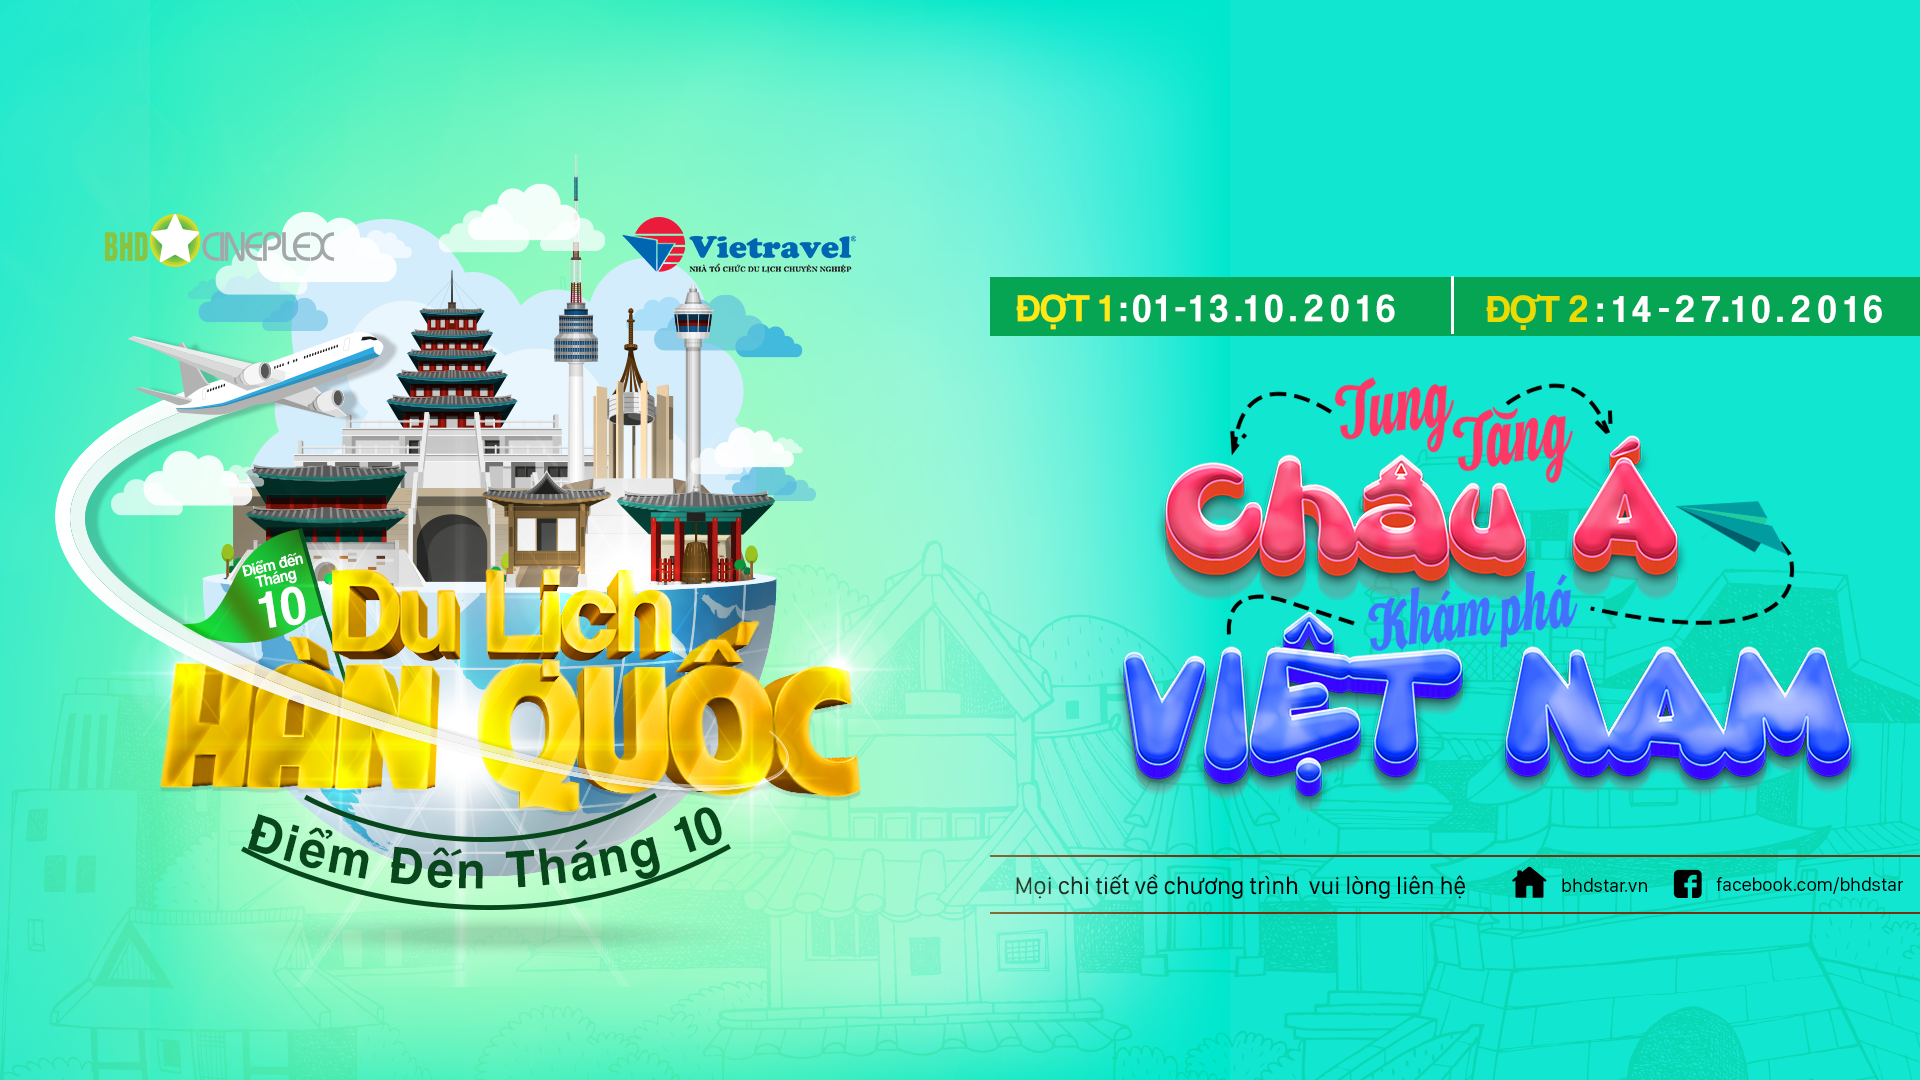 BHD CINEPLEX
Vietravel®
NHÀ TỔ CHỨC DU LỊCH CHUYÊN NGHIỆP
Điểm đến
Tháng
10
Du Lịch
HÀN QUỐC
Điểm Đến Tháng 10
ĐỢT 1:01-13.10.2016
ĐỢT 2:14-27.10.2016
Tung Tăng
Châu Á
Khám phá
VIỆT NAM
Mọi chi tiết về chương trình vui lòng liên hệ
bhdstar.vn
facebook.com/bhdstar